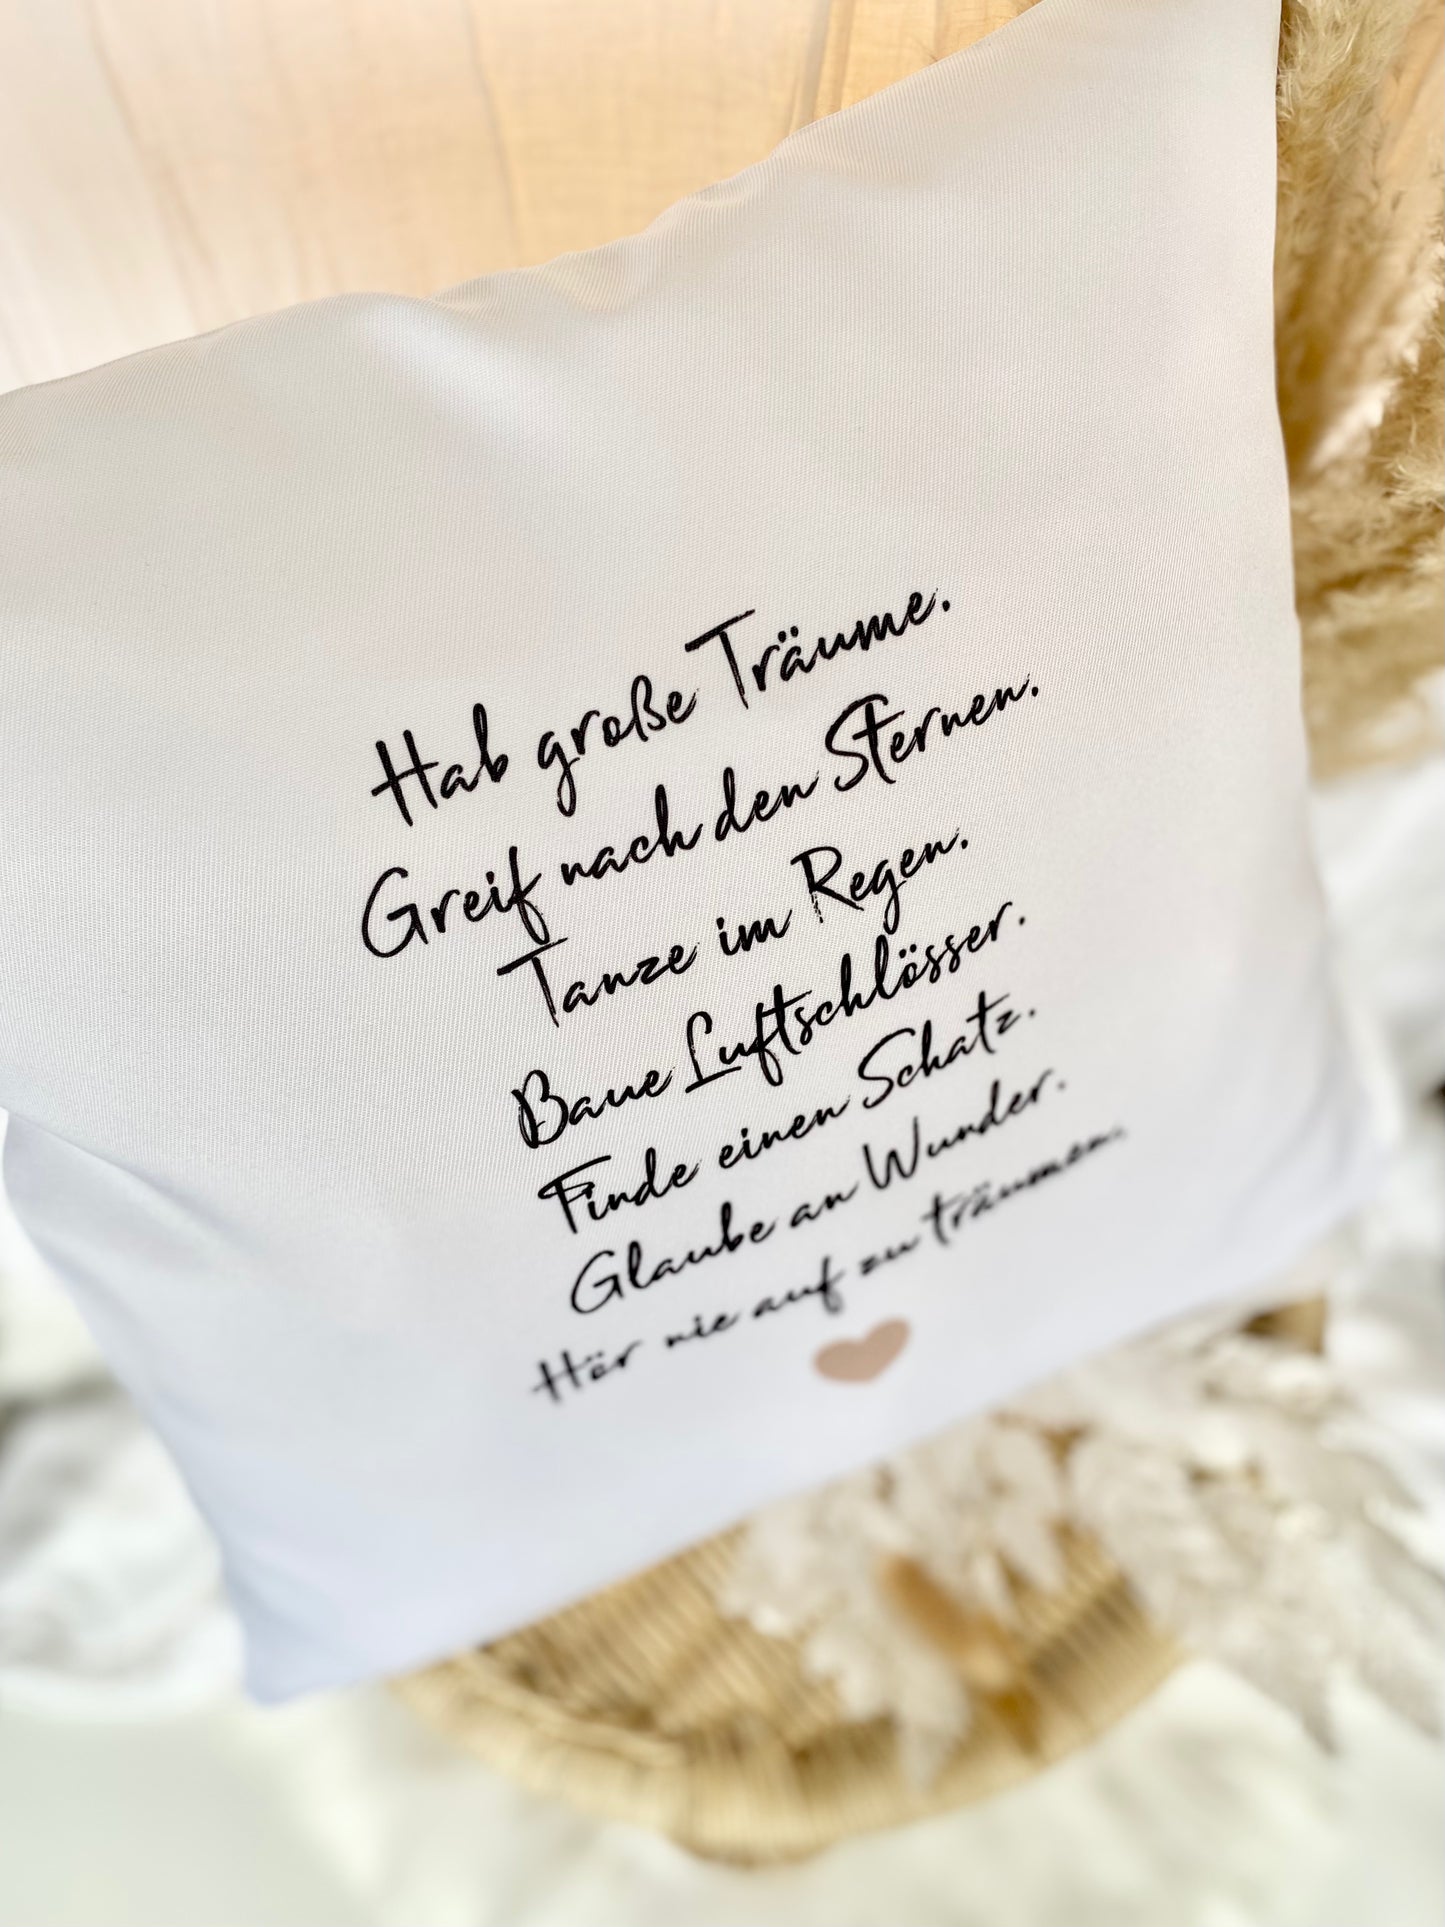 Hab große Träume.
Greif nach den Sternen.
Tanze im Regen.
Baue Luftschlösser.
Finde einen Schatz.
Glaube an Wunder.
Hör nie auf zu träumen.